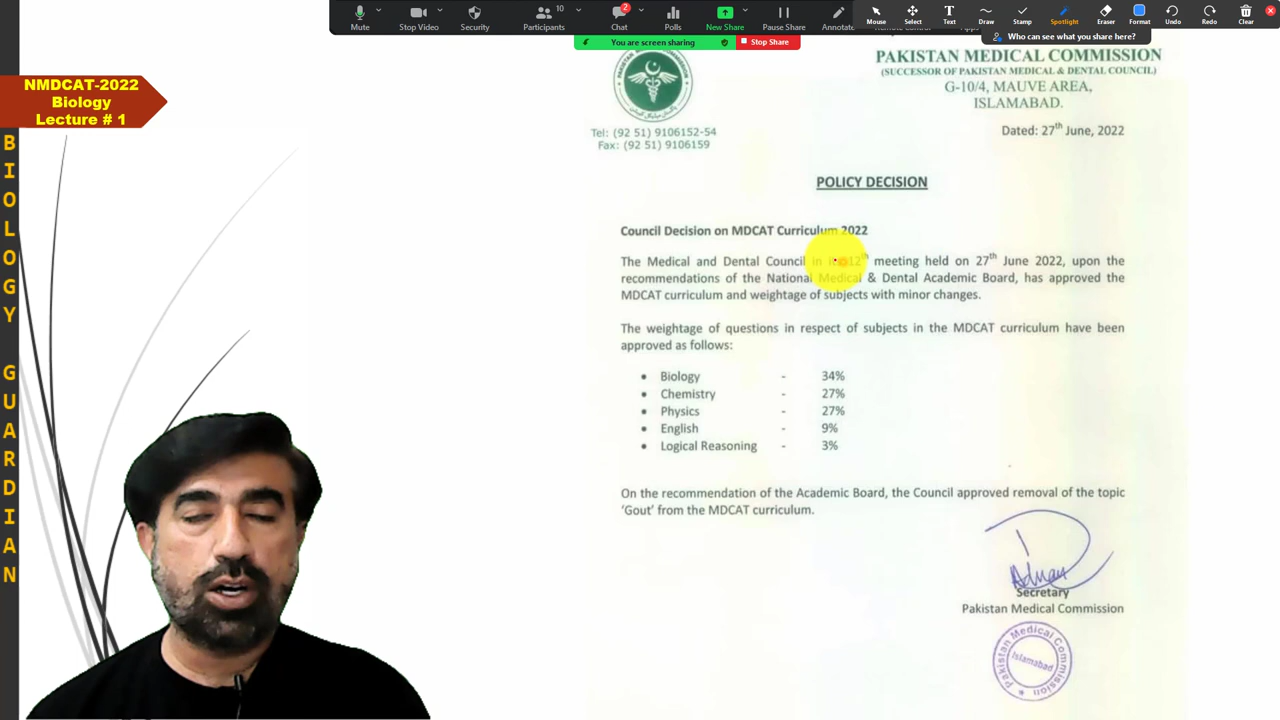 Mute
Stop Video
Security
10
Participants
2
Chat
Polls
New Share
Pause Share
Annotate
Mouse
Select
Text
Draw
Stamp
Spotlight
Eraser
Format
Undo
Redo
Clear
You are screen sharing
Stop Share
Who can see what you share here?
NMDCAT-2022
Biology
Lecture # 1
BIOLOGY GUARDIAN
PAKISTAN MEDICAL COMMISSION
(SUCCESSOR OF PAKISTAN MEDICAL & DENTAL COUNCIL)
G-10/4, MAUVE AREA,
ISLAMABAD.
Tel: (92 51) 9106152-54
Fax: (92 51) 9106159
Dated: 27th June, 2022
POLICY DECISION
Council Decision on MDCAT Curriculum 2022
The Medical and Dental Council in 12th meeting held on 27th June 2022, upon the
recommendations of the National Medical & Dental Academic Board, has approved the
MDCAT curriculum and weightage of subjects with minor changes.
The weightage of questions in respect of subjects in the MDCAT curriculum have been
approved as follows:
• Biology - 34%
• Chemistry - 27%
• Physics - 27%
• English - 9%
• Logical Reasoning - 3%
On the recommendation of the Academic Board, the Council approved removal of the topic
‘Gout’ from the MDCAT curriculum.
Adnan
Secretary
Pakistan Medical Commission
Pakistan Medical Commission
Islamabad